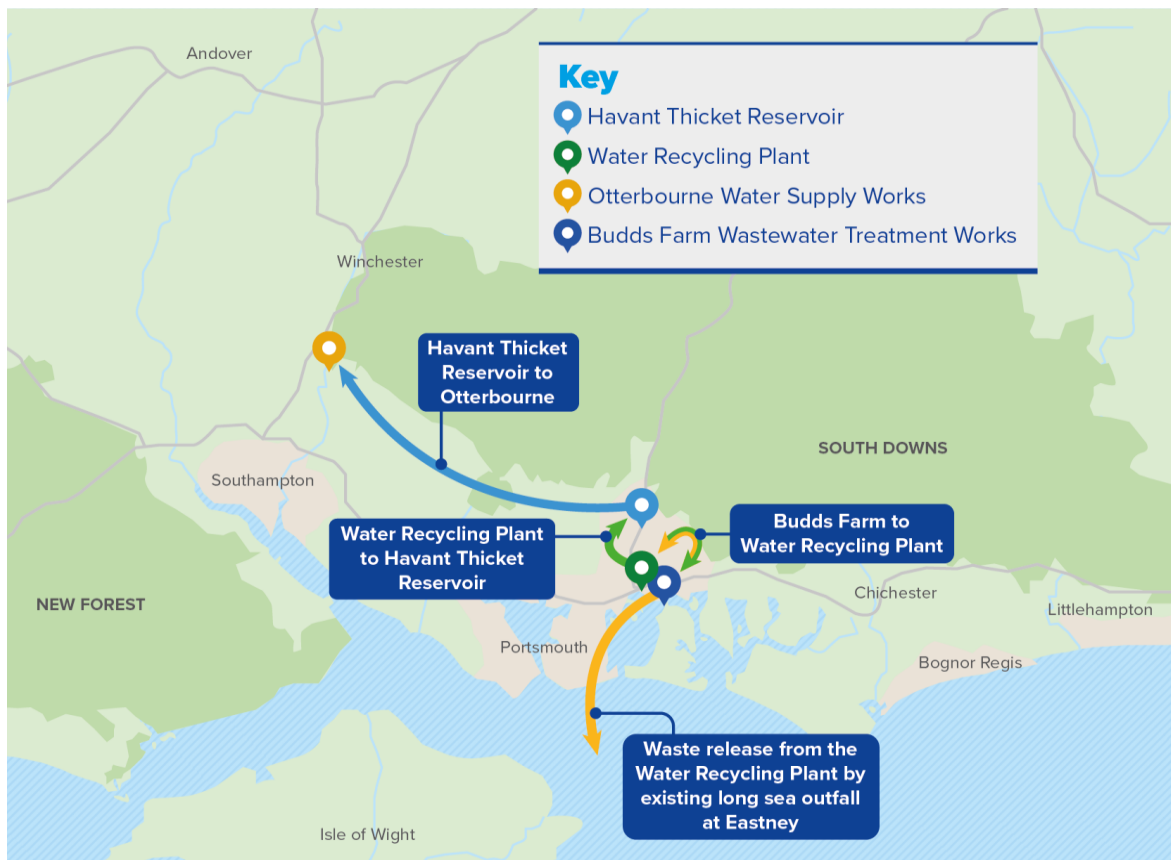 Andover
Key
Havant Thicket Reservoir
Water Recycling Plant
Otterbourne Water Supply Works
Budds Farm Wastewater Treatment Works
Winchester
Havant Thicket
Reservoir to
Otterbourne
SOUTH DOWNS
Southampton
Water Recycling Plant
to Havant Thicket
Reservoir
Budds Farm to
Water Recycling Plant
NEW FOREST
Chichester
Littlehampton
Portsmouth
Bognor Regis
Waste release from the
Water Recycling Plant by
existing long sea outfall
at Eastney
Isle of Wight